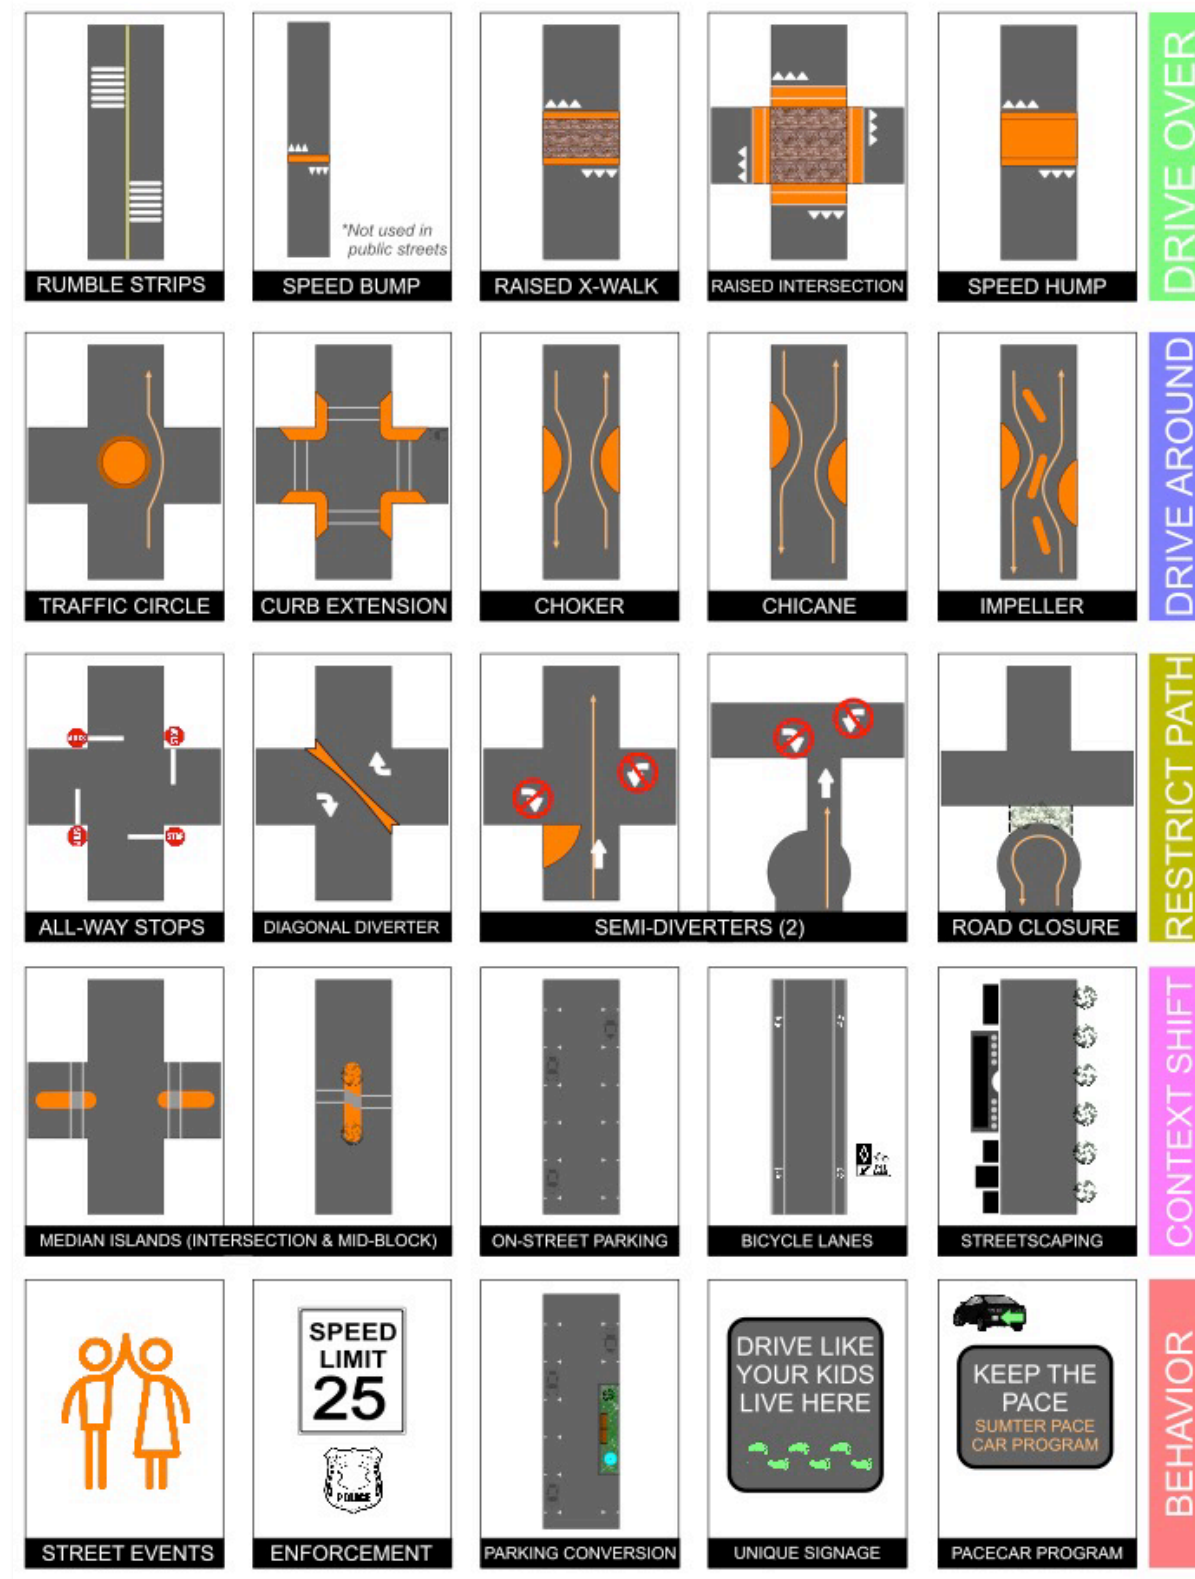 *Not used in
public streets
RUMBLE STRIPS
SPEED BUMP
RAISED X-WALK
RAISED INTERSECTION
SPEED HUMP
DRIVE OVER
TRAFFIC CIRCLE
CURB EXTENSION
CHOKER
CHICANE
IMPELLER
DRIVE AROUND
STOP
ALL-WAY STOPS
DIAGONAL DIVERTER
SEMI-DIVERTERS (2)
ROAD CLOSURE
RESTRICT PATH
MEDIAN ISLANDS (INTERSECTION & MID-BLOCK)
ON-STREET PARKING
BICYCLE LANES
STREETSCAPING
CONTEXT SHIFT
SPEED
LIMIT
25
POLICE
DRIVE LIKE
YOUR KIDS
LIVE HERE
KEEP THE
PACE
SUMTER PACE
CAR PROGRAM
STREET EVENTS
ENFORCEMENT
PARKING CONVERSION
UNIQUE SIGNAGE
PACECAR PROGRAM
BEHAVIOR